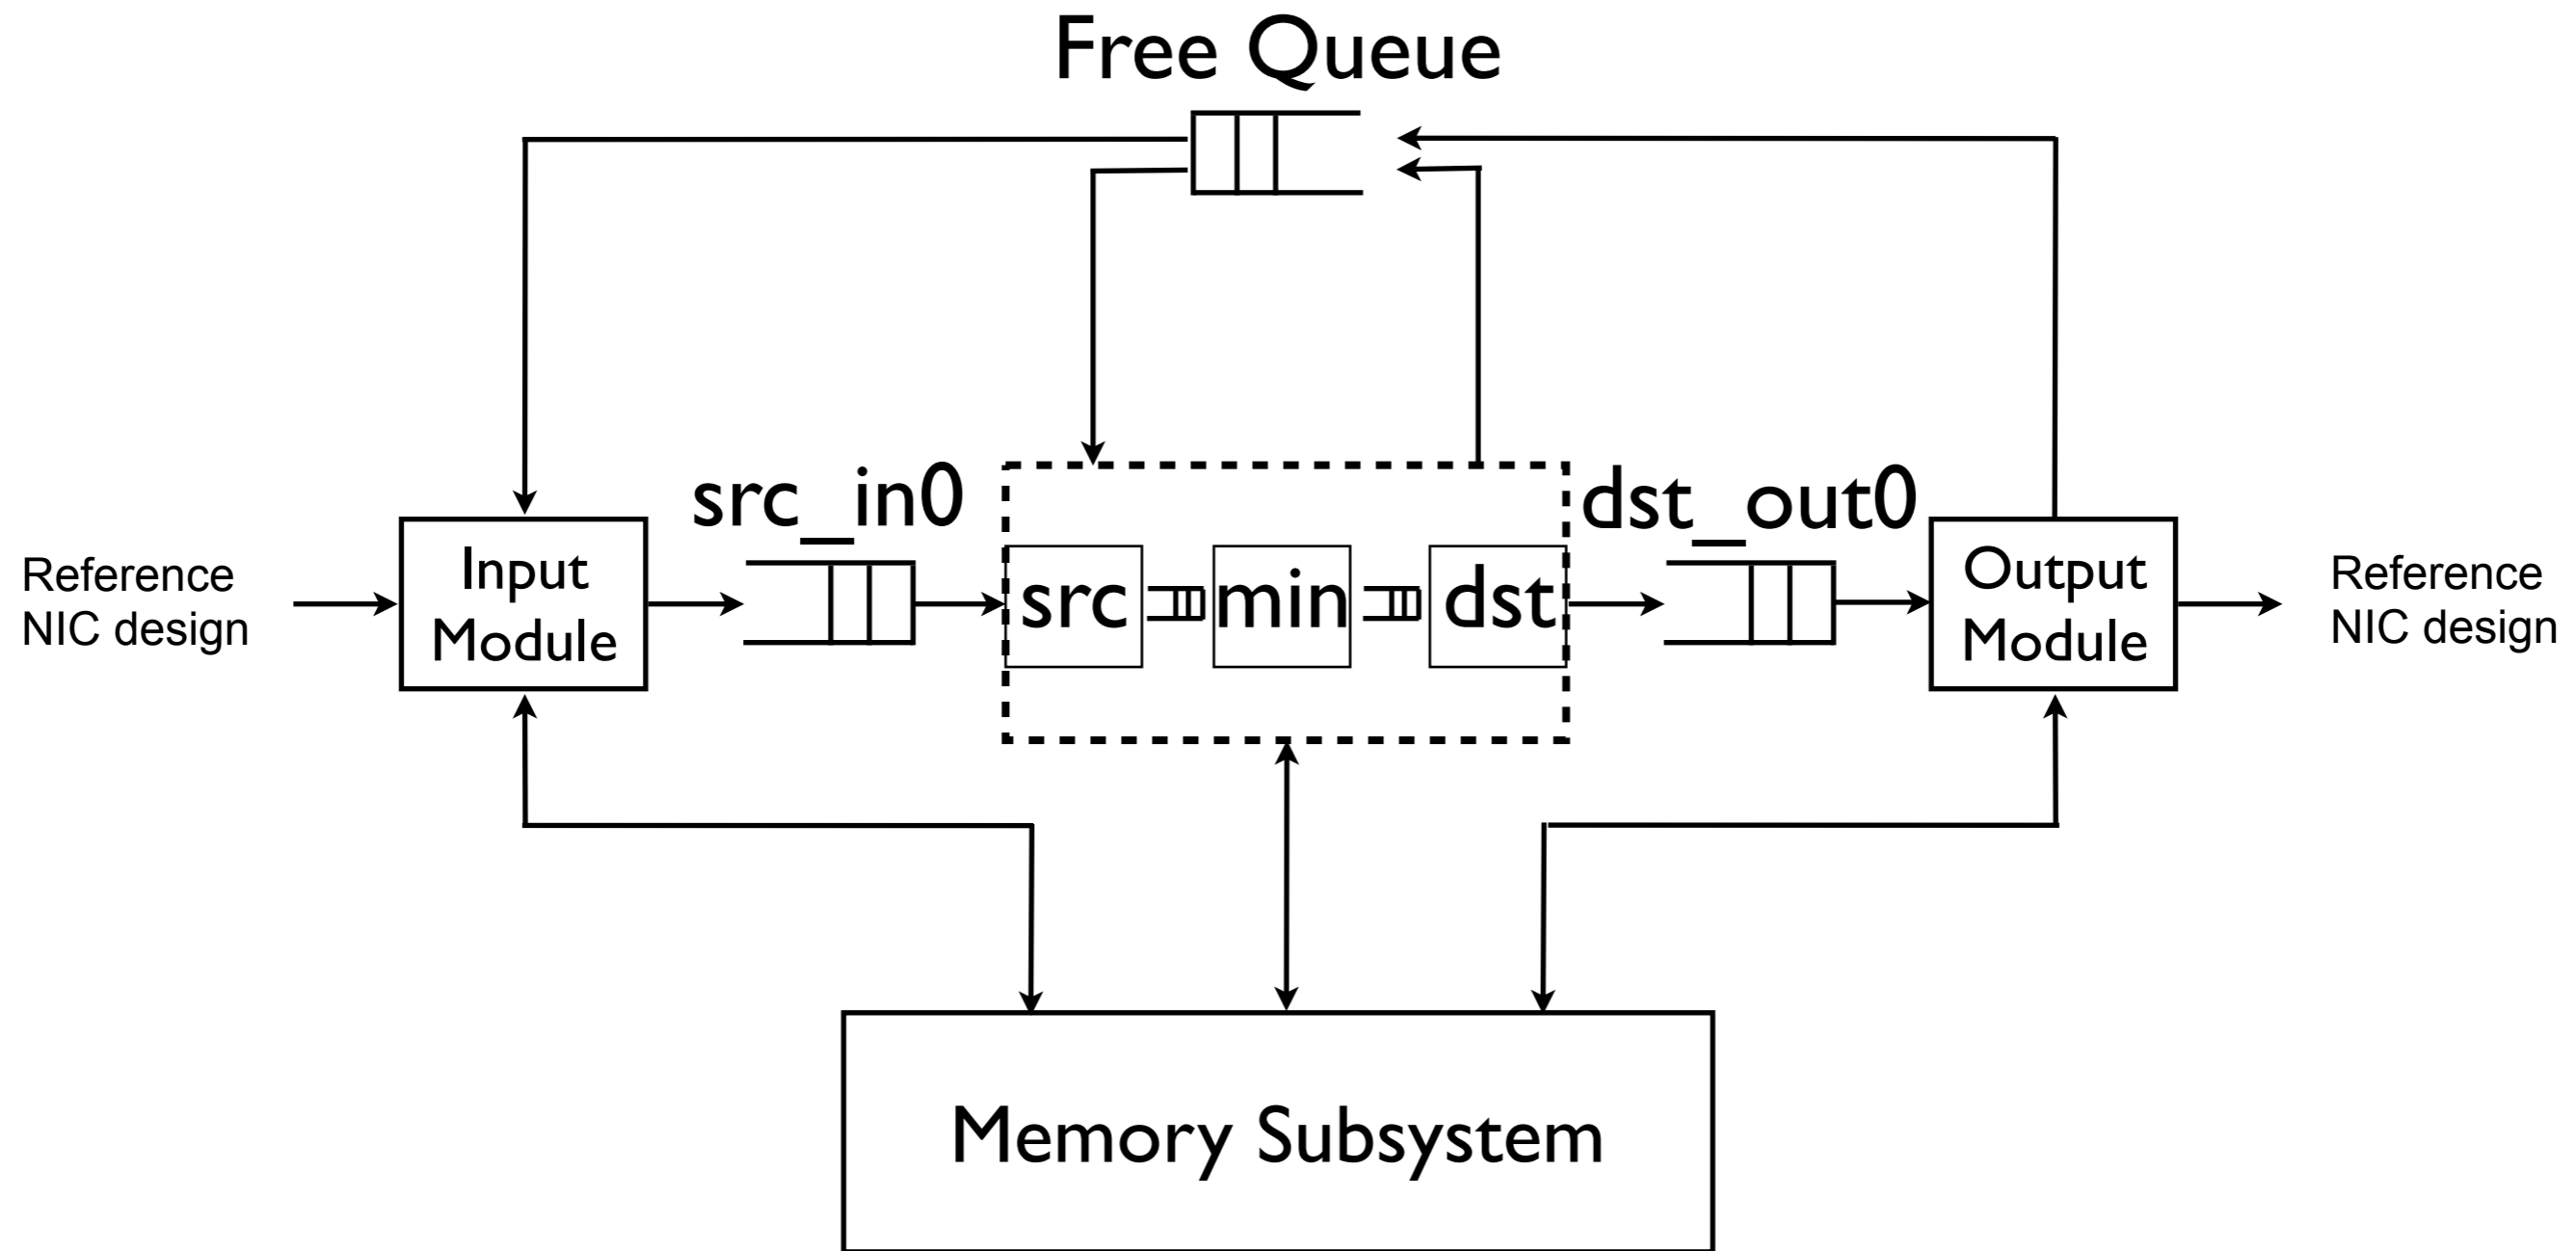 Free Queue
src_in0
dst_out0
Reference
NIC design
Input
Module
src
min
dst
Output
Module
Reference
NIC design
Memory Subsystem